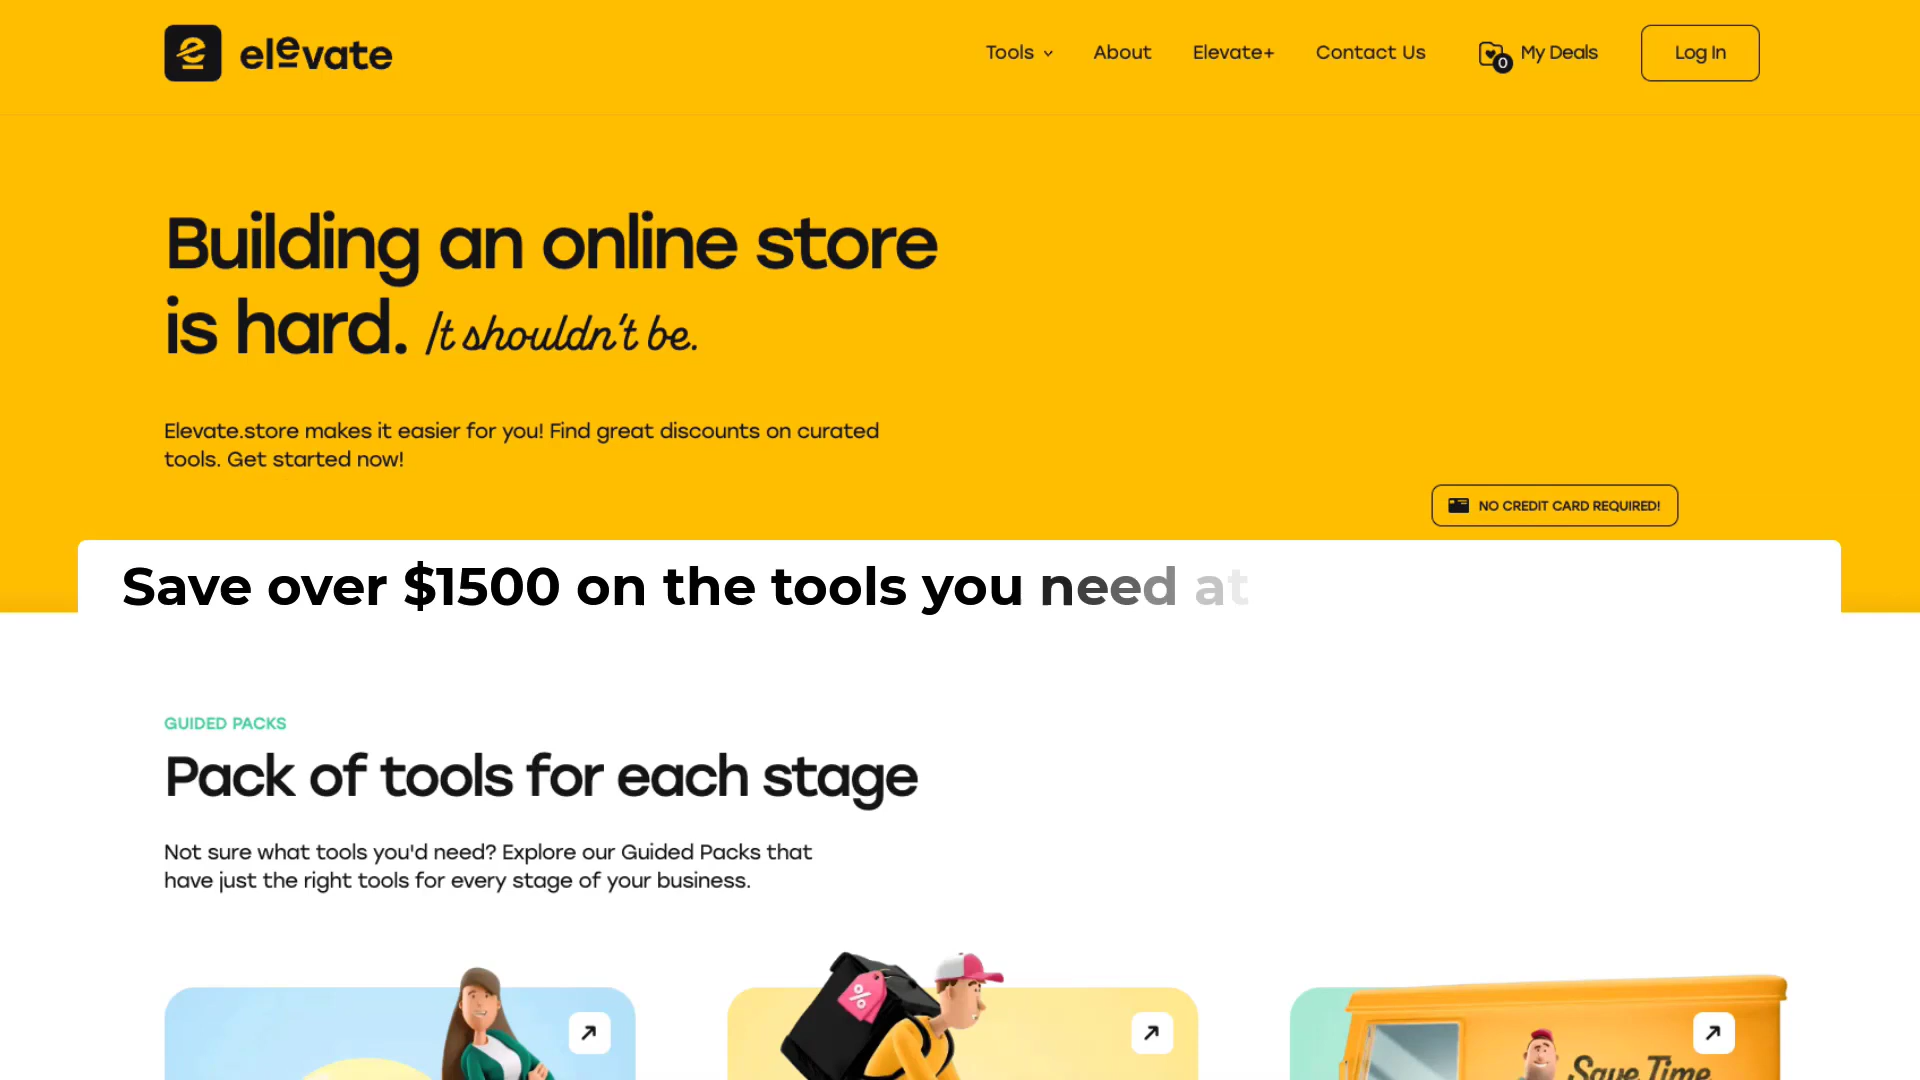 elevate
Tools
About
Elevate+
Contact Us
0
My Deals
Log In
Building an online store
is hard. It shouldn't be.
Elevate.store makes it easier for you! Find great discounts on curated
tools. Get started now!
NO CREDIT CARD REQUIRED!
Save over $1500 on the tools you need at
GUIDED PACKS
Pack of tools for each stage
Not sure what tools you'd need? Explore our Guided Packs that
have just the right tools for every stage of your business.
%
Save Time